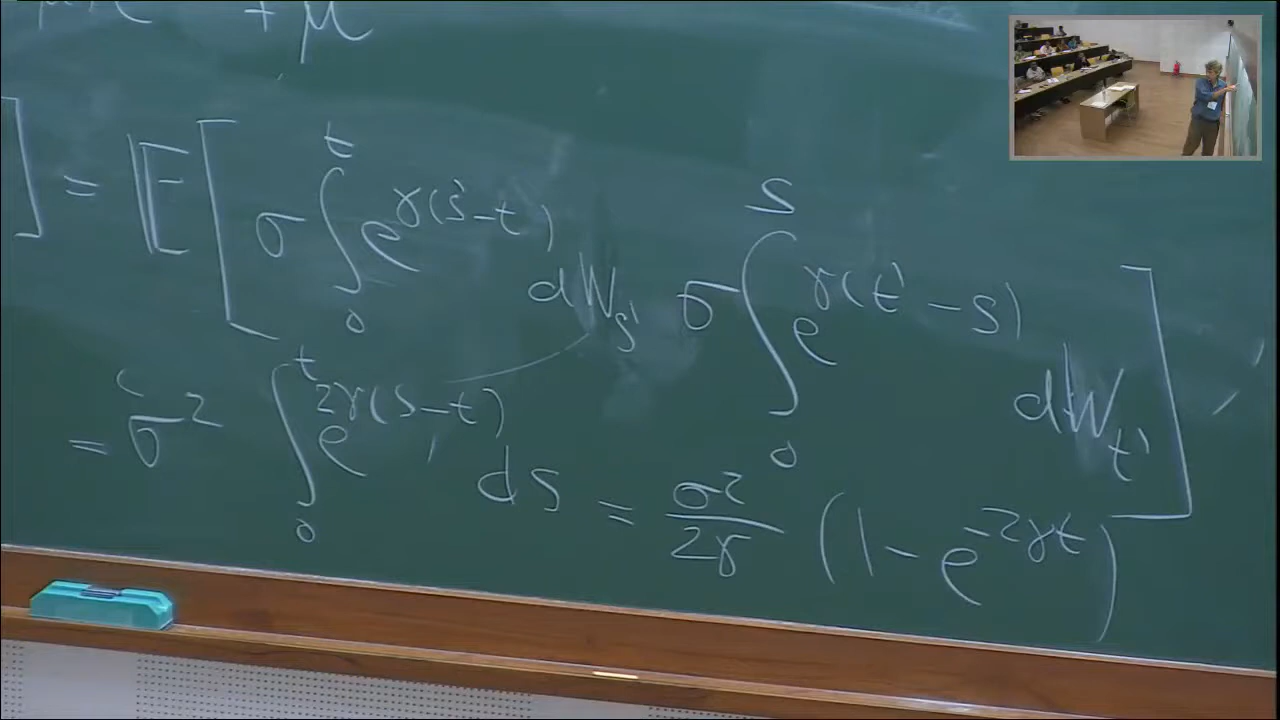 + μ
] = 𝔼 [ σ ∫₀ᵗ e^{γ(s'-t)} dW_{s'} σ ∫₀ˢ e^{γ(t'-s)} dW_{t'} ]
= σ² ∫₀ᵗ e^{2γ(s-t)} ds = σ²/2γ (1 - e^{-2γt})